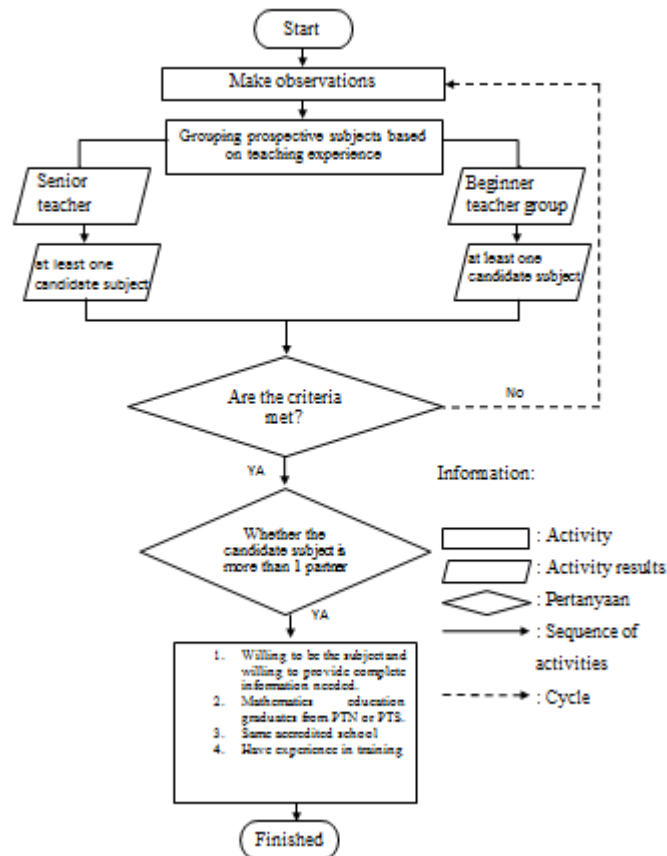 Start
Make observations
Grouping prospective subjects based
on teaching experience
Senior
teacher
Beginner
teacher group
at least one
candidate subject
at least one
candidate subject
Are the criteria
met?
No
YA
Whether the
candidate subject is
more than 1 partner
YA
1. Willing to be the subject and
willing to provide complete
information needed.
2. Mathematics education
graduates from PTN or PTS.
3. Same accredited school
4. Have experience in training
Finished
Information:
: Activity
: Activity results
: Pertanyaan
: Sequence of
activities
: Cycle